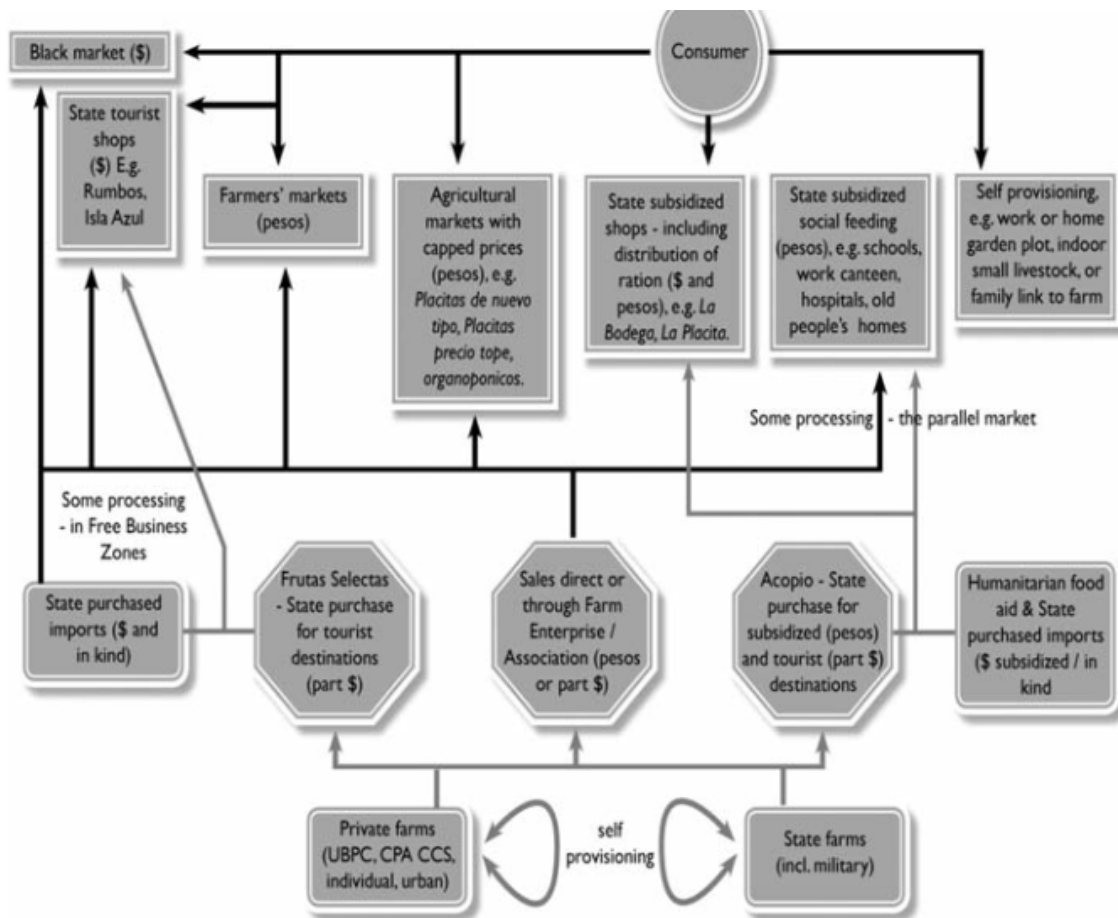 Black market ($)
Consumer
State tourist
shops
($) E.g.
Rumbos,
Isla Azul
Farmers' markets
(pesos)
Agricultural
markets with
capped prices
(pesos), e.g.
Placitas de nuevo
tipo, Placitas
precio tope,
organoponicos.
State subsidized
shops - including
distribution of
ration ($ and
pesos), e.g. La
Bodega, La Placita.
State subsidized
social feeding
(pesos), e.g. schools,
work canteen,
hospitals, old
people's homes
Self provisioning,
e.g. work or home
garden plot, indoor
small livestock, or
family link to farm
Some processing - the parallel market
Some processing
- in Free Business
Zones
State purchased
imports ($ and
in kind)
Frutas Selectas
- State purchase
for tourist
destinations
(part $)
Sales direct or
through Farm
Enterprise /
Association (pesos
or part $)
Acopio - State
purchase for
subsidized (pesos)
and tourist (part $)
destinations
Humanitarian food
aid & State
purchased imports
($ subsidized / in
kind
Private farms
(UBPC, CPA CCS,
individual, urban)
self
provisioning
State farms
(incl. military)